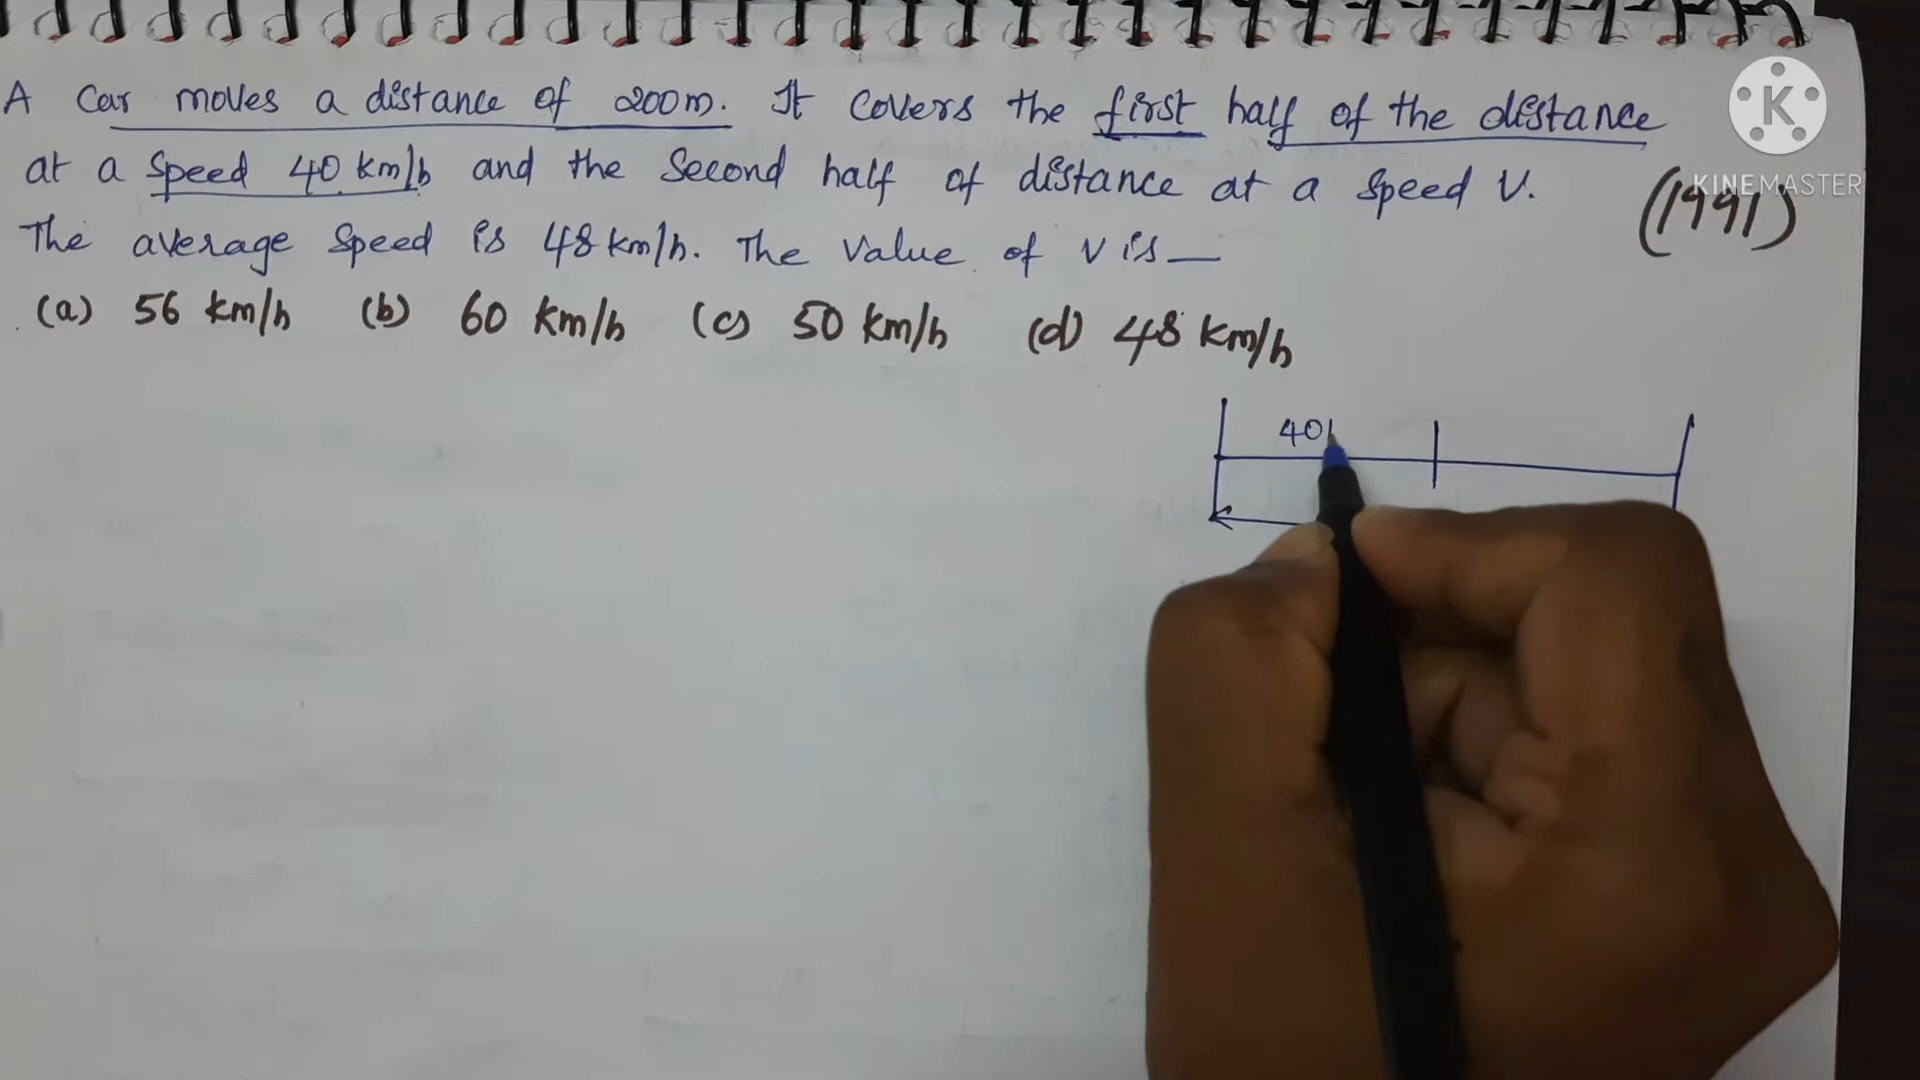 A Car moves a distance of 200m. It covers the first half of the distance
at a speed 40 km/h and the second half of distance at a speed V.
The average speed is 48 km/h. The value of v is —
(a) 56 km/h (b) 60 km/h (c) 50 km/h (d) 48 km/h
(1991)
K
KINEMASTER
40